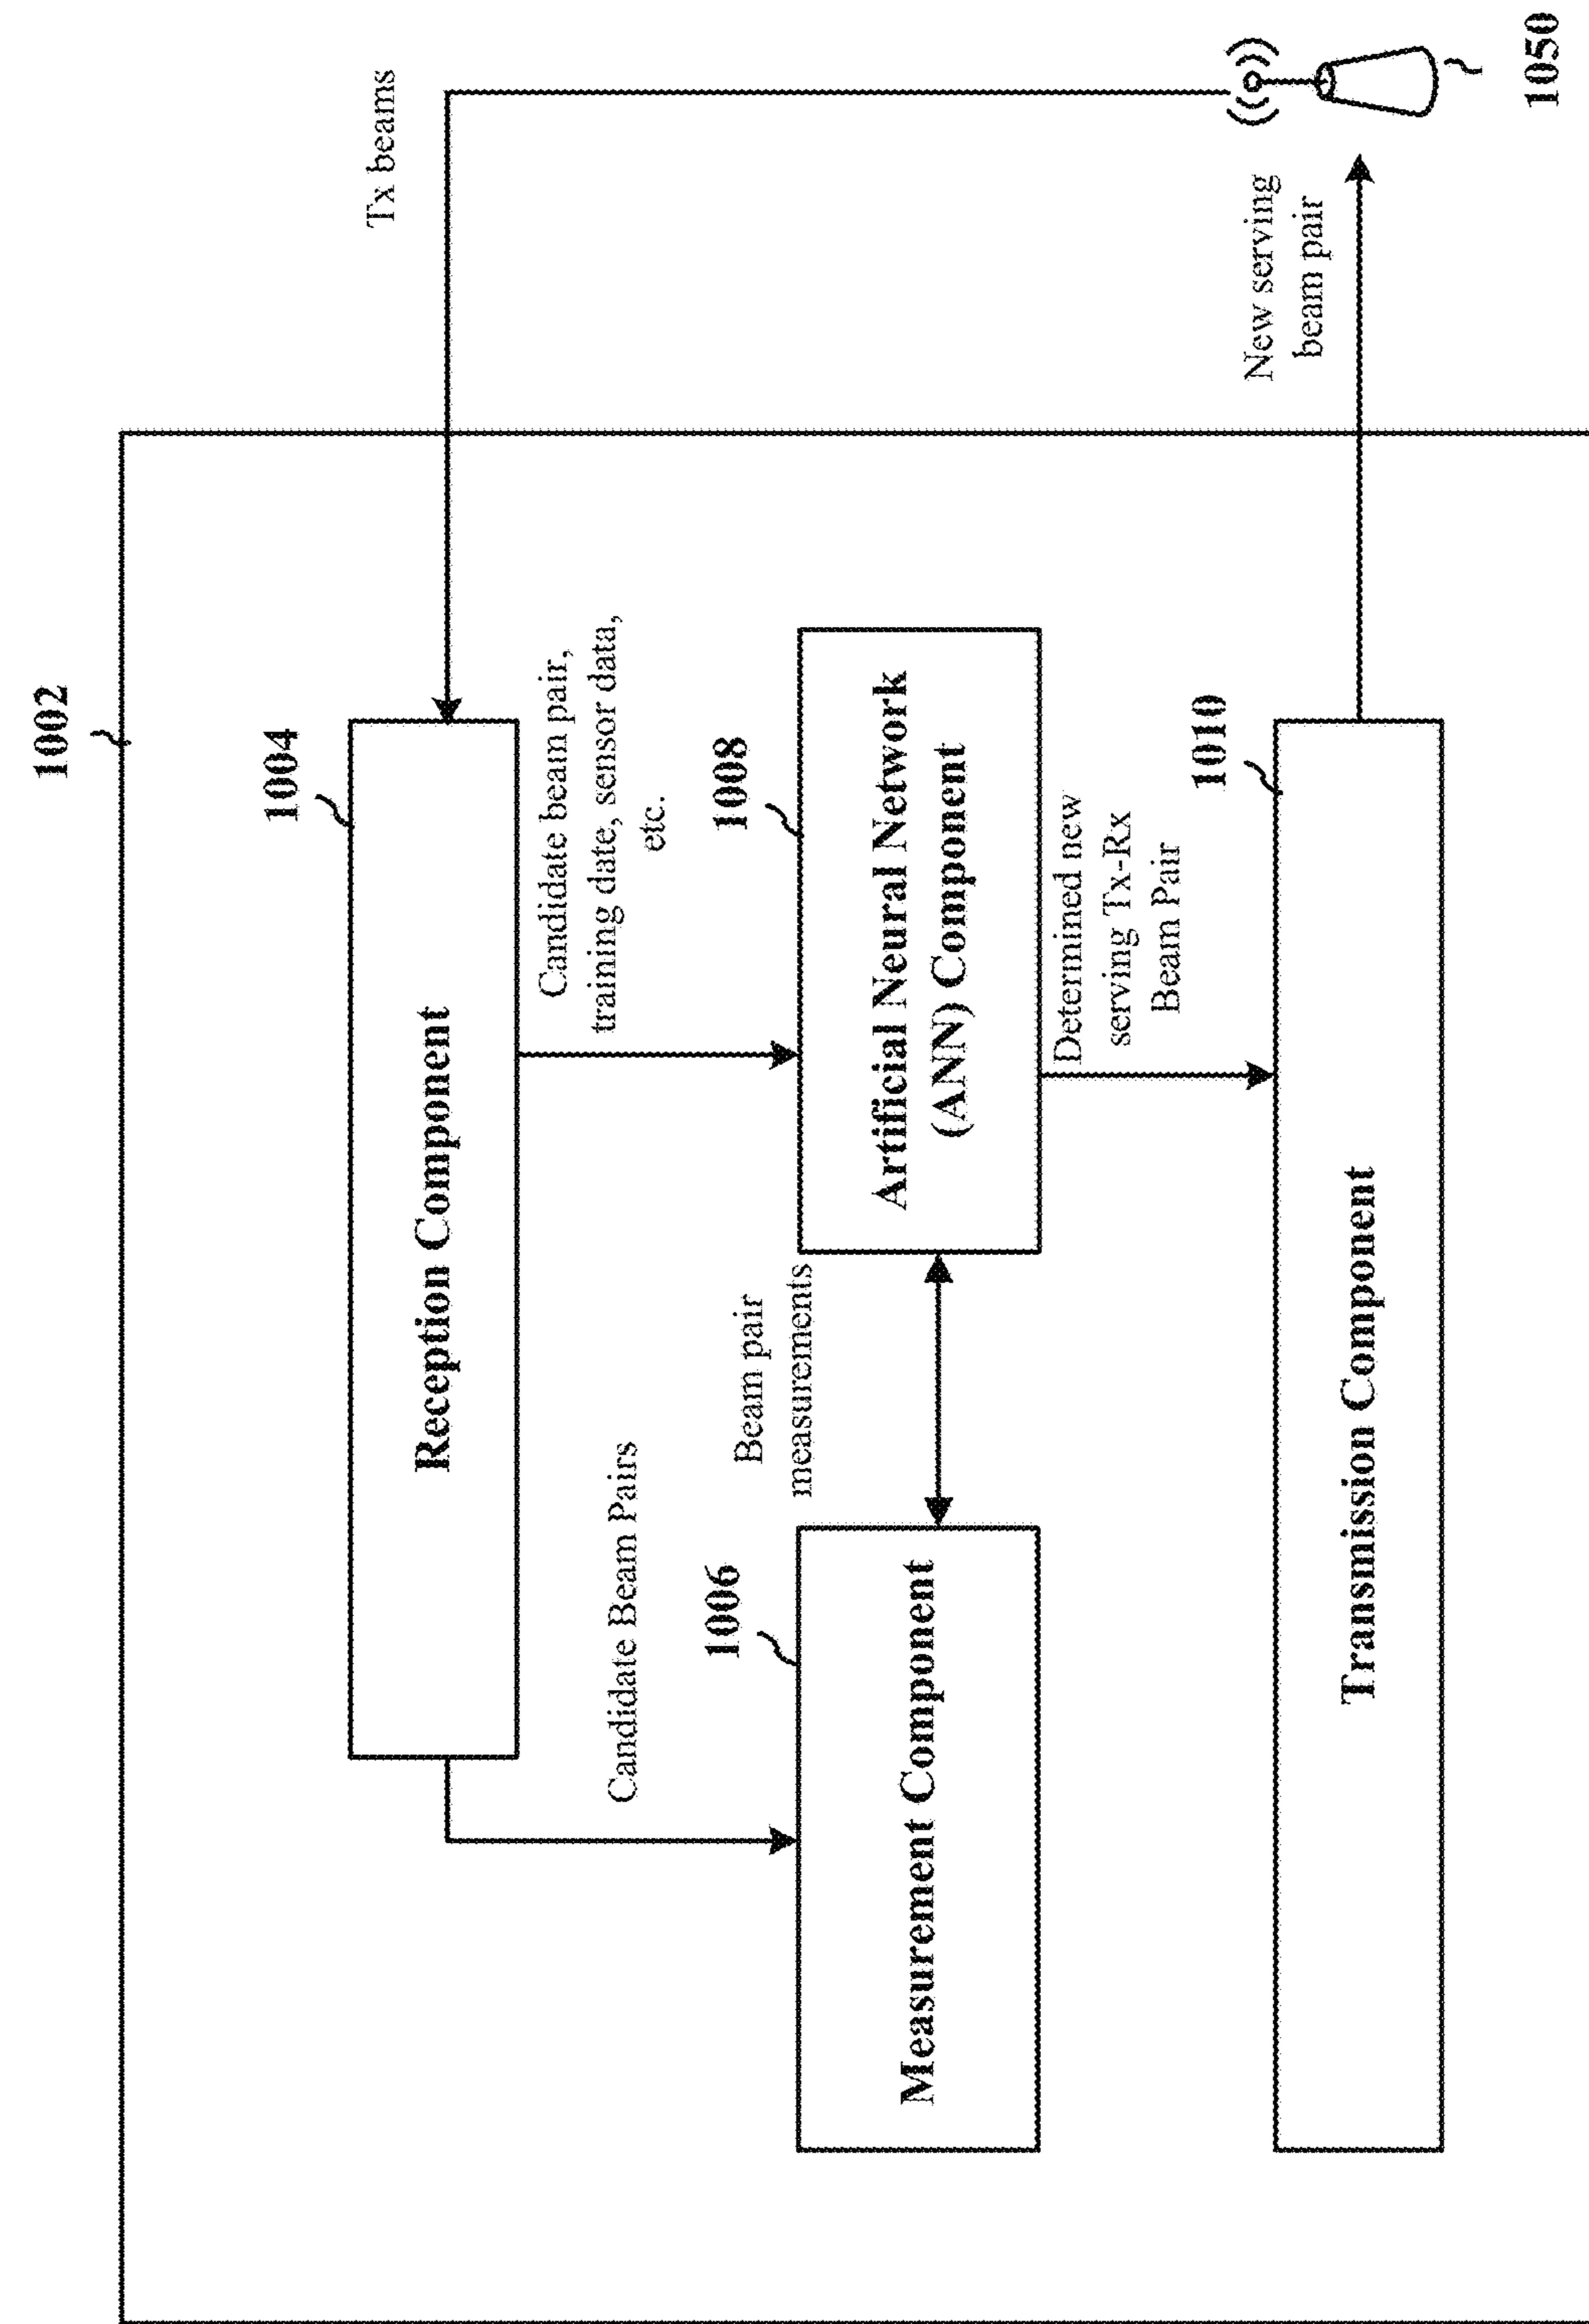 1002
Tx beams
1004
Reception Component
Candidate beam pair,
training date, sensor data,
etc.
Candidate Beam Pairs
1006
Measurement Component
Beam pair
measurements
1008
Artificial Neural Network
(ANN) Component
Determined new
serving Tx-Rx
Beam Pair
1010
Transmission Component
New serving
beam pair
1050